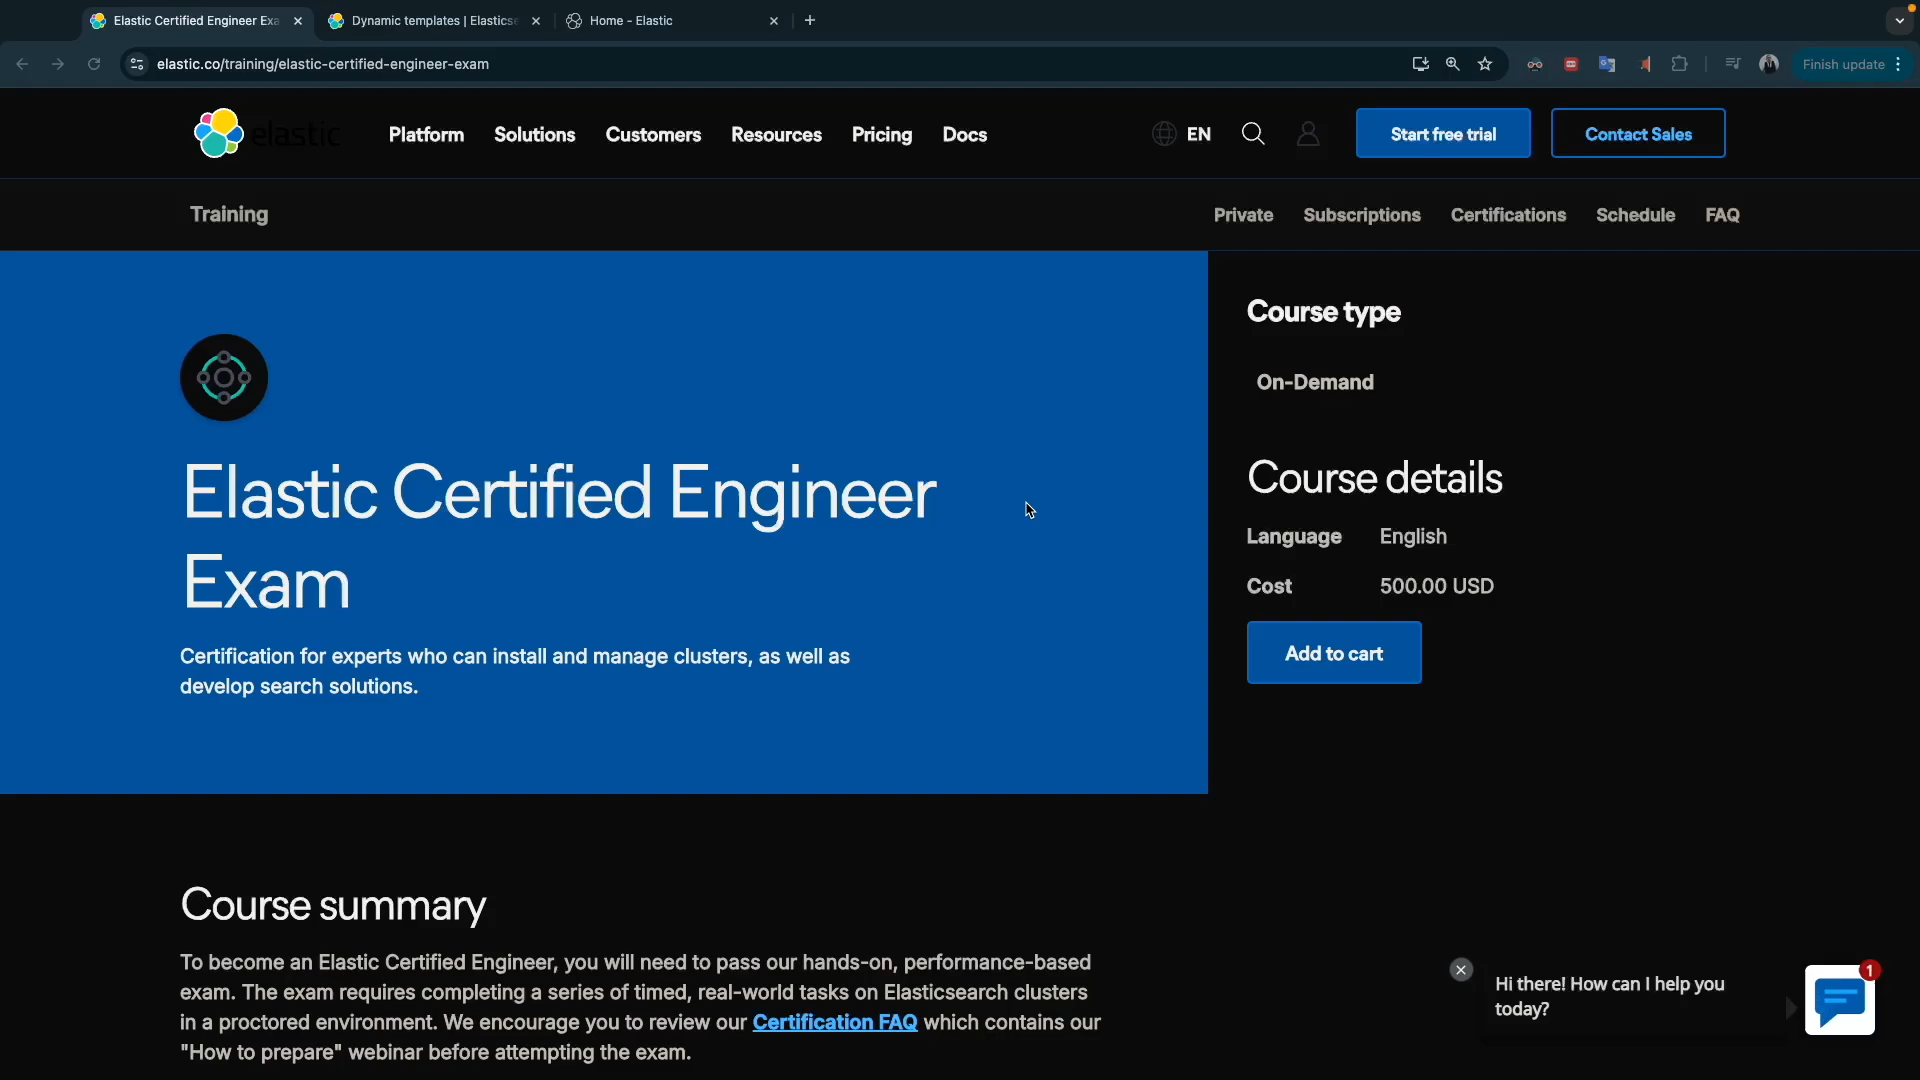 Elastic Certified Engineer Exa
Dynamic templates | Elasticse
Home - Elastic
elastic.co/training/elastic-certified-engineer-exam
Finish update
elastic
Platform
Solutions
Customers
Resources
Pricing
Docs
EN
Start free trial
Contact Sales
Training
Private
Subscriptions
Certifications
Schedule
FAQ
Elastic Certified Engineer
Exam
Certification for experts who can install and manage clusters, as well as
develop search solutions.
Course type
On-Demand
Course details
Language English
Cost 500.00 USD
Add to cart
Course summary
To become an Elastic Certified Engineer, you will need to pass our hands-on, performance-based
exam. The exam requires completing a series of timed, real-world tasks on Elasticsearch clusters
in a proctored environment. We encourage you to review our Certification FAQ which contains our
"How to prepare" webinar before attempting the exam.
Hi there! How can I help you
today?
1